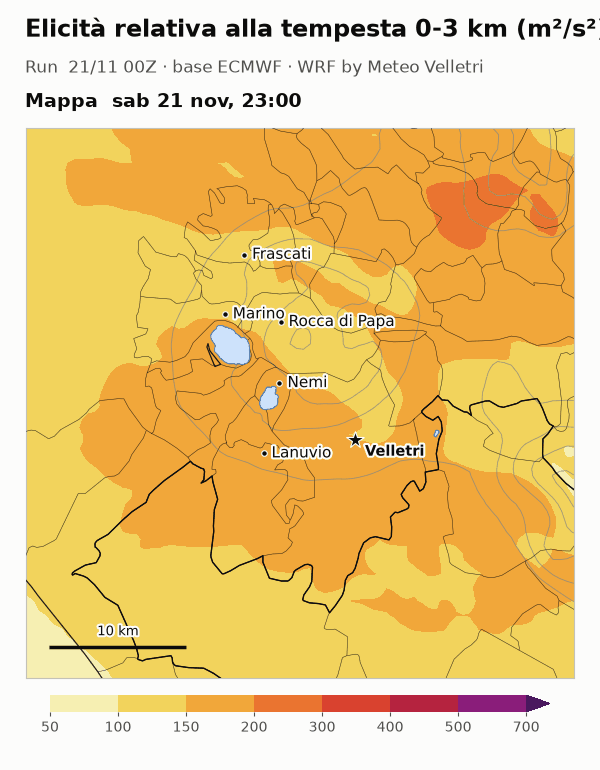 Elicità relativa alla tempesta 0-3 km (m²/s²)
Run 21/11 00Z · base ECMWF · WRF by Meteo Velletri
Mappa sab 21 nov, 23:00
Frascati
Marino
Rocca di Papa
Nemi
Velletri
Lanuvio
10 km
50 100 150 200 300 400 500 700